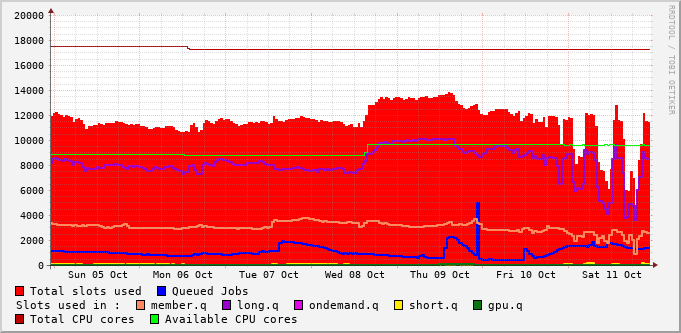 20000
18000
16000
14000
12000
10000
8000
6000
4000
2000
0
Sun 05 Oct Mon 06 Oct Tue 07 Oct Wed 08 Oct Thu 09 Oct Fri 10 Oct Sat 11 Oct
Total slots used Queued Jobs
Slots used in : member.q long.q ondemand.q short.q gpu.q
Total CPU cores Available CPU cores
RRDTOOL / TOBI OETIKER